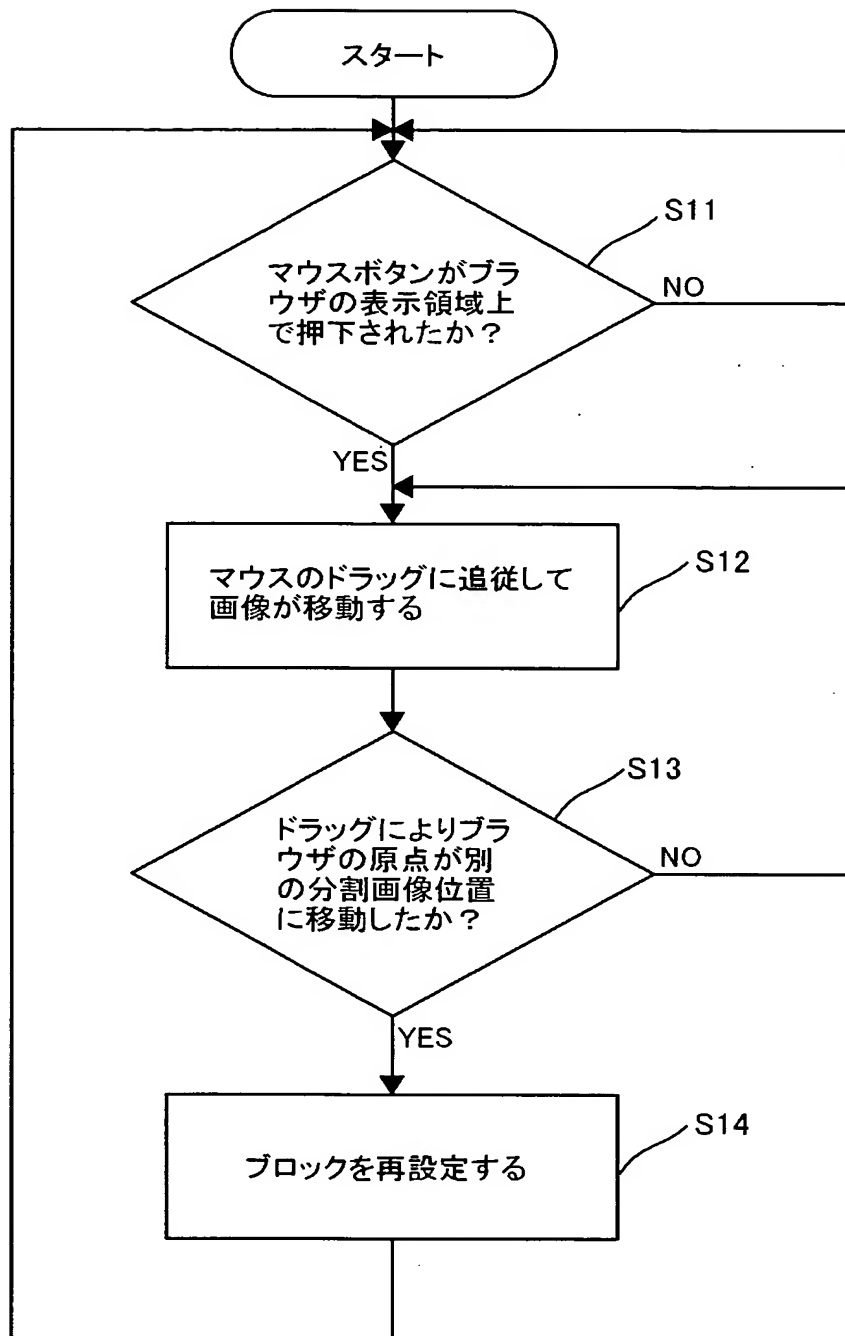 スタート
S11
マウスボタンがブラ
ウザの表示領域上
で押下されたか？
NO
YES
S12
マウスのドラッグに追従して
画像が移動する
S13
ドラッグによりブラ
ウザの原点が別
の分割画像位置
に移動したか？
NO
YES
S14
ブロックを再設定する